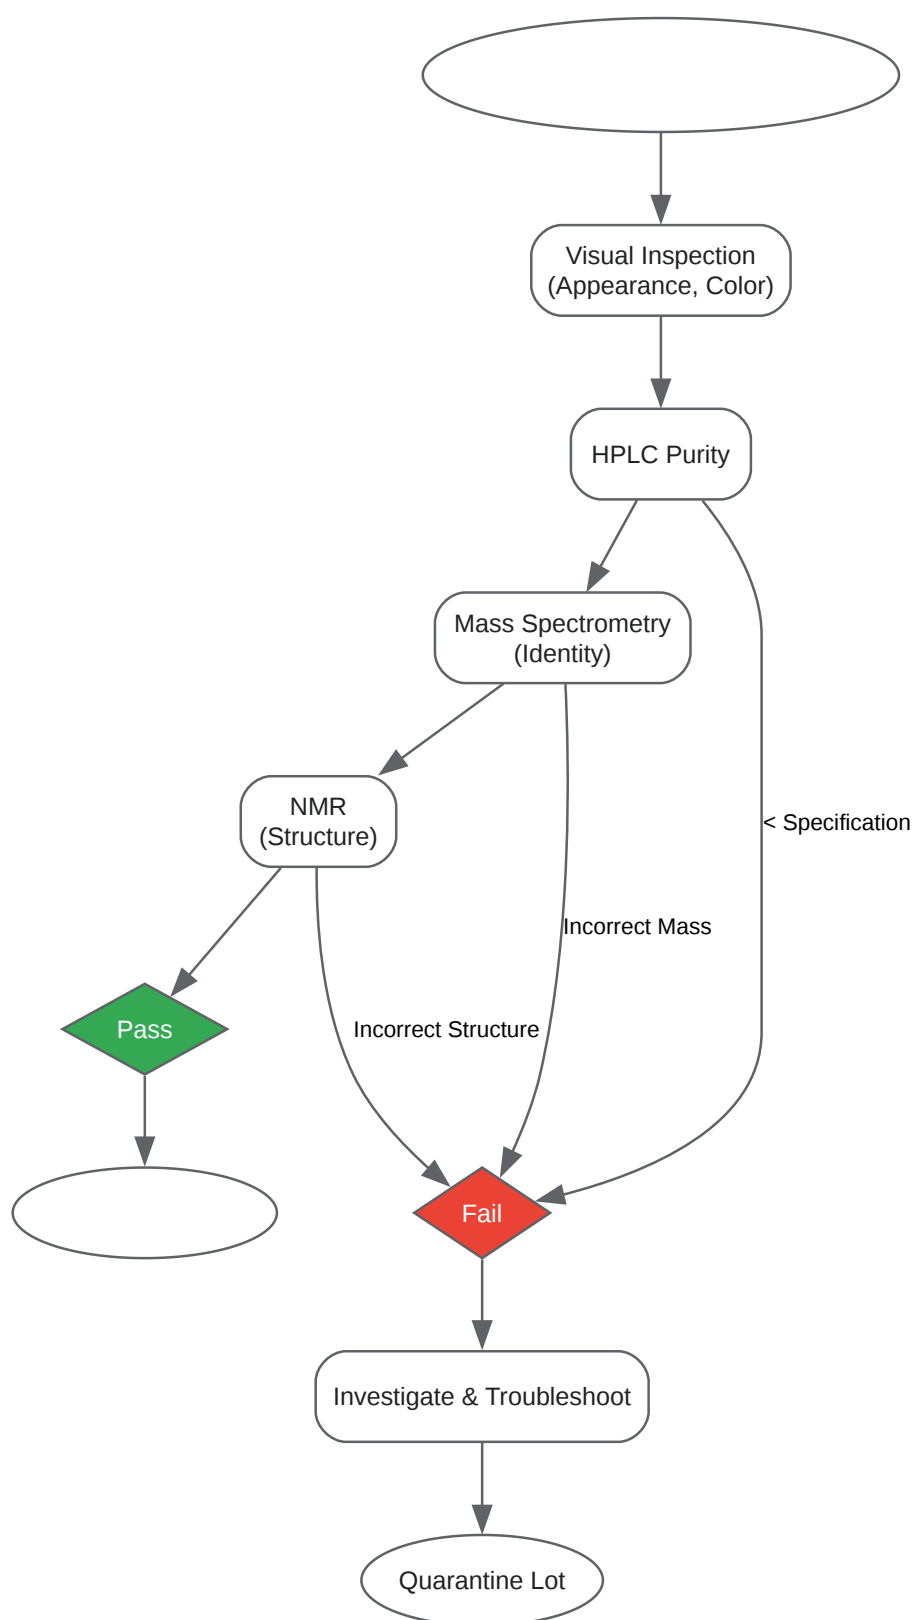 Visual Inspection
(Appearance, Color)
HPLC Purity
Mass Spectrometry
(Identity)
NMR
(Structure)
< Specification
Incorrect Mass
Pass
Incorrect Structure
Fail
Investigate & Troubleshoot
Quarantine Lot